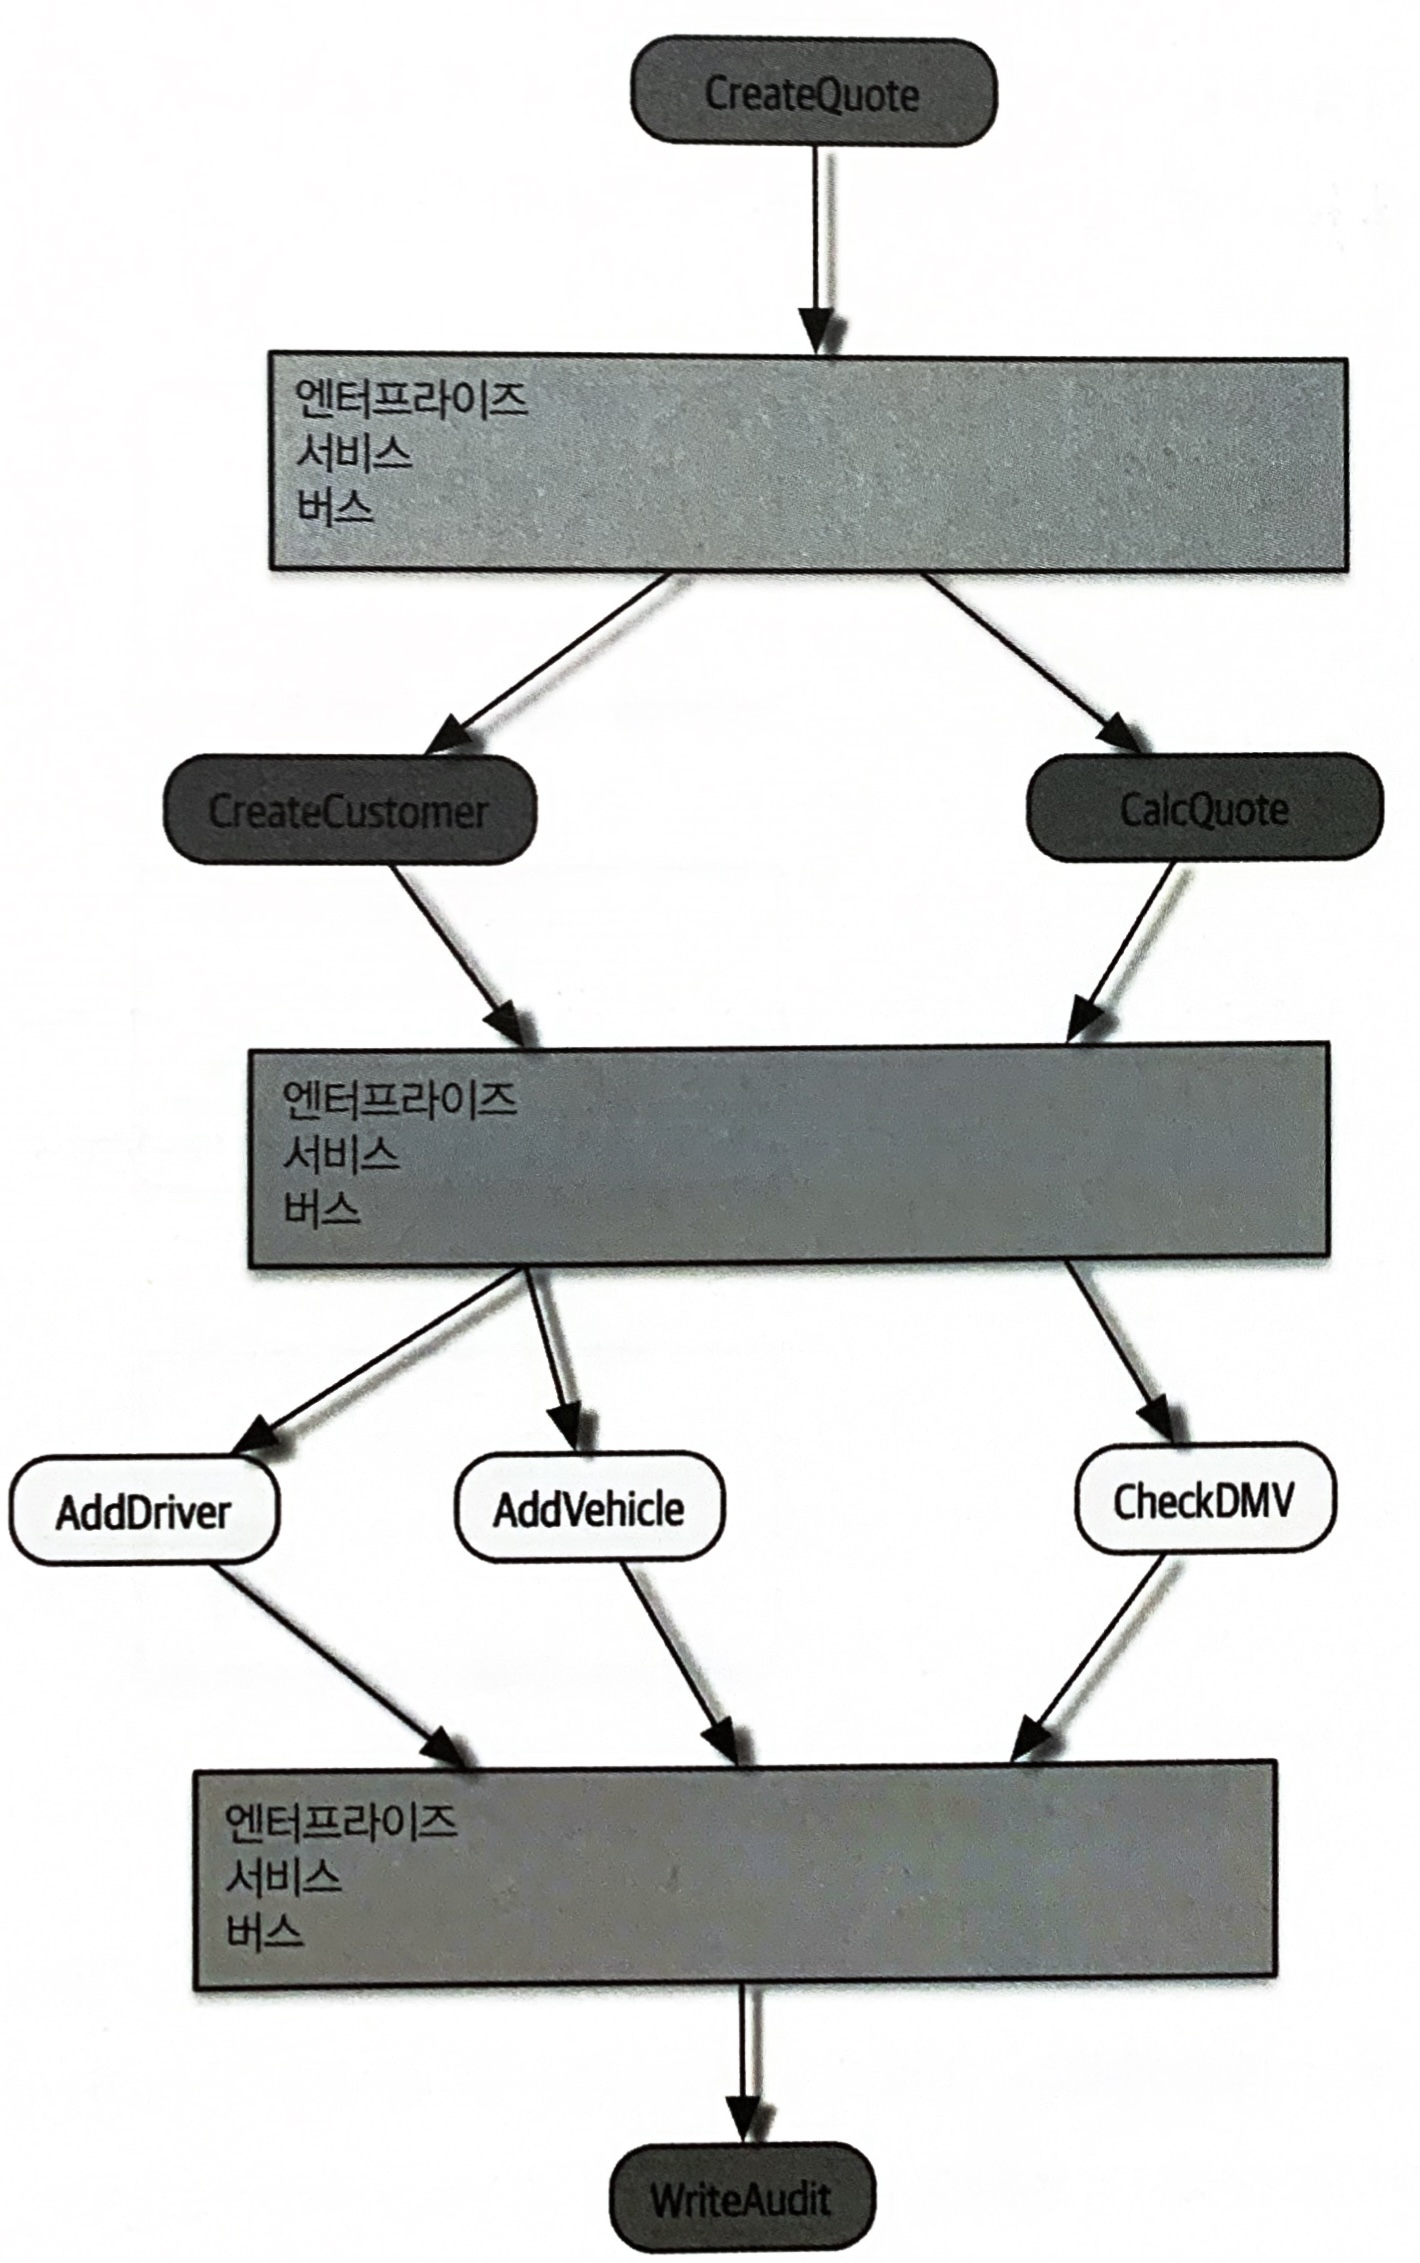 CreateQuote
엔터프라이즈
서비스
버스
CreateCustomer
CalcQuote
엔터프라이즈
서비스
버스
AddDriver
AddVehicle
CheckDMV
엔터프라이즈
서비스
버스
WriteAudit